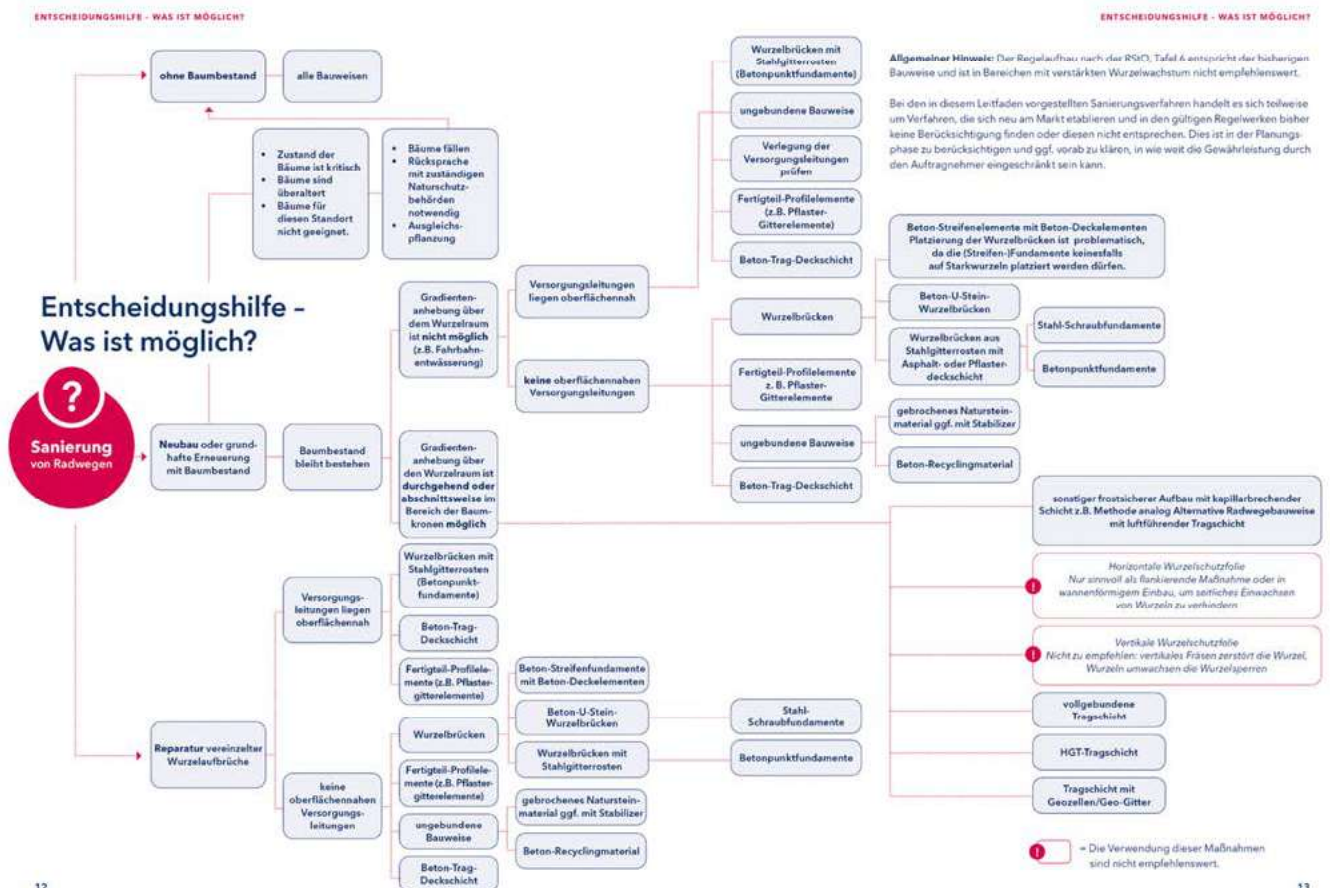 ENTSCHEIDUNGSHILFE – WAS IST MÖGLICH?
ENTSCHEIDUNGSHILFE – WAS IST MÖGLICH?
ohne Baumbestand
alle Bauweisen
• Zustand der
Bäume ist kritisch
• Bäume sind
überaltert
• Bäume für
diesen Standort
nicht geeignet.
• Bäume fällen
• Rücksprache
mit zuständigen
Naturschutz-
behörden
notwendig
• Ausgleichs-
pflanzung
Entscheidungshilfe –
Was ist möglich?
?
Sanierung
von Radwegen
Neubau oder grund-
hafte Erneuerung
mit Baumbestand
Baumbestand
bleibt bestehen
Gradienten-
anhebung über
dem Wurzelraum
ist nicht möglich
(z.B. Fahrbahn-
entwässerung)
Versorgungsleitungen
liegen oberflächennah
keine oberflächennahen
Versorgungsleitungen
Gradienten-
anhebung über
den Wurzelraum ist
durchgehend oder
abschnittsweise im
Bereich der Baum-
kronen möglich
Wurzelbrücken mit
Stahlgitterrosten
(Betonpunktfundamente)
ungebundene Bauweise
Verlegung der
Versorgungsleitungen
prüfen
Fertigteil-Profilelemente
(z.B. Pflaster-
Gitterelemente)
Beton-Trag-Deckschicht
Wurzelbrücken
Fertigteil-Profilelemente
z. B. Pflaster-
Gitterelemente
ungebundene Bauweise
Beton-Trag-Deckschicht
Allgemeiner Hinweis: Der Regelaufbau nach der RStO, Tafel 6 entspricht der bisherigen
Bauweise und ist in Bereichen mit verstärkten Wurzelwachstum nicht empfehlenswert.
Bei den in diesem Leitfaden vorgestellten Sanierungsverfahren handelt es sich teilweise
um Verfahren, die sich neu am Markt etablieren und in den gültigen Regelwerken bisher
keine Berücksichtigung finden oder diesen nicht entsprechen. Dies ist in der Planungs-
phase zu berücksichtigen und ggf. vorab zu klären, in wie weit die Gewährleistung durch
den Auftragnehmer eingeschränkt sein kann.
Beton-Streifenelemente mit Beton-Deckelementen
Platzierung der Wurzelbrücken ist problematisch,
da die (Streifen-)Fundamente keinesfalls
auf Starkwurzeln platziert werden dürfen.
Beton-U-Stein-
Wurzelbrücken
Wurzelbrücken aus
Stahlgitterrosten mit
Asphalt- oder Pflaster-
deckschicht
Stahl-Schraubfundamente
Betonpunktfundamente
gebrochenes Naturstein-
material ggf. mit Stabilizer
Beton-Recyclingmaterial
sonstiger frostsicherer Aufbau mit kapillarbrechender
Schicht z.B. Methode analog Alternative Radwegebauweise
mit luftführender Tragschicht
!
Horizontale Wurzelschutzfolie
Nur sinnvoll als flankierende Maßnahme oder in
wannenförmigem Einbau, um seitliches Einwachsen
von Wurzeln zu verhindern
!
Vertikale Wurzelschutzfolie
Nicht zu empfehlen: vertikales Fräsen zerstört die Wurzel,
Wurzeln umwachsen die Wurzelsperren
vollgebundene
Tragschicht
HGT-Tragschicht
Tragschicht mit
Geozellen/Geo-Gitter
Reparatur vereinzelter
Wurzelaufbrüche
Versorgungs-
leitungen liegen
oberflächennah
keine
oberflächennahen
Versorgungs-
leitungen
Wurzelbrücken mit
Stahlgitterrosten
(Betonpunkt-
fundamente)
Beton-Trag-
Deckschicht
Fertigteil-Profilele-
mente (z.B. Pflaster-
gitterelemente)
Wurzelbrücken
Fertigteil-Profilele-
mente (z.B. Pflaster-
gitterelemente)
ungebundene
Bauweise
Beton-Trag-
Deckschicht
Beton-Streifenfundamente
mit Beton-Deckelementen
Beton-U-Stein-
Wurzelbrücken
Wurzelbrücken mit
Stahlgitterrosten
gebrochenes Naturstein-
material ggf. mit Stabilizer
Beton-Recyclingmaterial
Stahl-
Schraubfundamente
Betonpunktfundamente
! = Die Verwendung dieser Maßnahmen
sind nicht empfehlenswert.
12
13